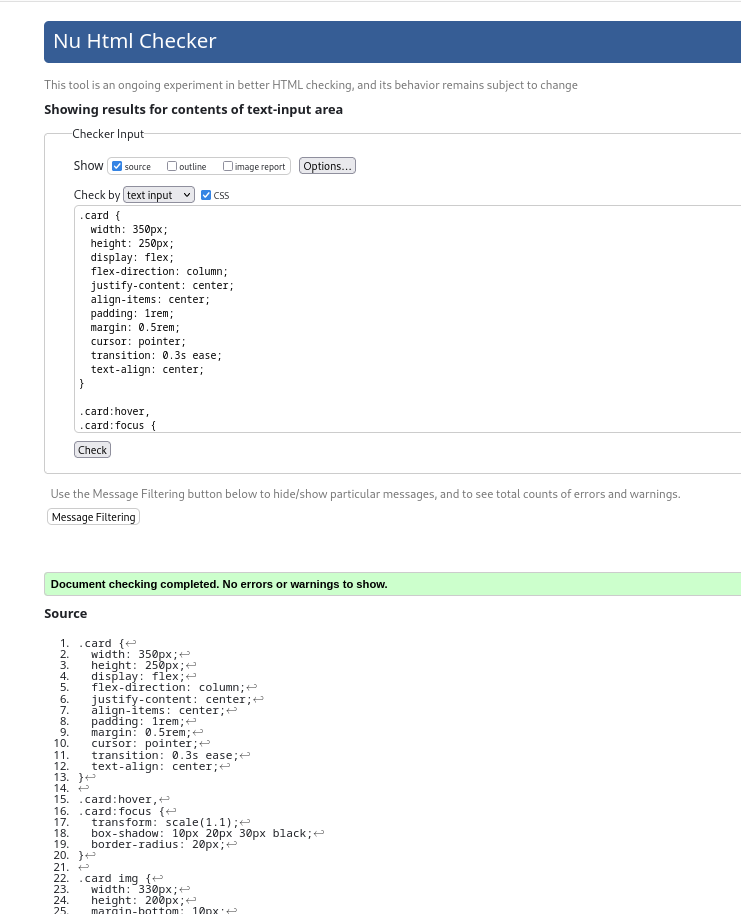 Nu Html Checker
This tool is an ongoing experiment in better HTML checking, and its behavior remains subject to change
Showing results for contents of text-input area
Checker Input
Show source outline image report Options...
Check by text input CSS
.card {
  width: 350px;
  height: 250px;
  display: flex;
  flex-direction: column;
  justify-content: center;
  align-items: center;
  padding: 1rem;
  margin: 0.5rem;
  cursor: pointer;
  transition: 0.3s ease;
  text-align: center;
}

.card:hover,
.card:focus {
Check
Use the Message Filtering button below to hide/show particular messages, and to see total counts of errors and warnings.
Message Filtering
Document checking completed. No errors or warnings to show.
Source
1. .card {↩
2.   width: 350px;↩
3.   height: 250px;↩
4.   display: flex;↩
5.   flex-direction: column;↩
6.   justify-content: center;↩
7.   align-items: center;↩
8.   padding: 1rem;↩
9.   margin: 0.5rem;↩
10.   cursor: pointer;↩
11.   transition: 0.3s ease;↩
12.   text-align: center;↩
13. }↩
14. ↩
15. .card:hover,↩
16. .card:focus {↩
17.   transform: scale(1.1);↩
18.   box-shadow: 10px 20px 30px black;↩
19.   border-radius: 20px;↩
20. }↩
21. ↩
22. .card img {↩
23.   width: 330px;↩
24.   height: 200px;↩
25.   margin-bottom: 10px;↩